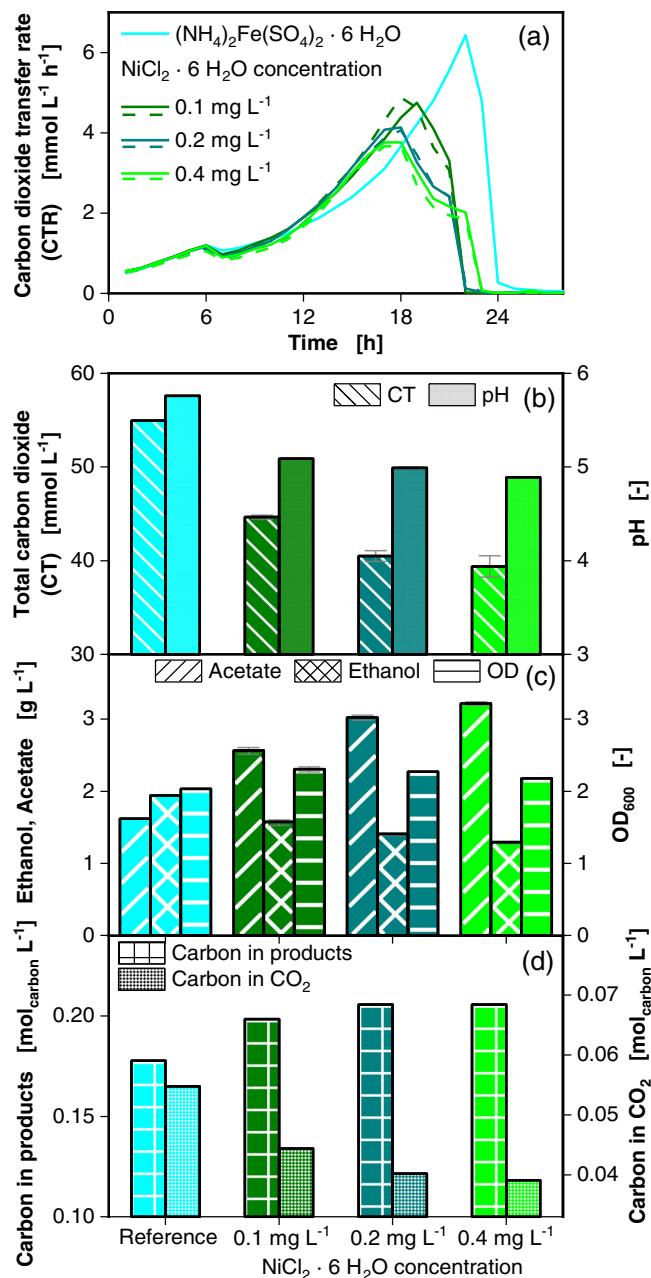 Carbon dioxide transfer rate
(CTR) [mmol L⁻¹ h⁻¹]
6
4
2
0
(a)
(NH₄)₂Fe(SO₄)₂ · 6 H₂O
NiCl₂ · 6 H₂O concentration
0.1 mg L⁻¹
0.2 mg L⁻¹
0.4 mg L⁻¹
0 6 12 18 24
Time [h]
Total carbon dioxide
(CT) [mmol L⁻¹]
60
50
40
30
CT pH (b)
6
5
4
3
pH [-]
Ethanol, Acetate [g L⁻¹]
3
2
1
0
Acetate Ethanol OD (c)
3
2
1
0
OD₆₀₀ [-]
Carbon in products [mol_carbon L⁻¹]
0.20
0.15
0.10
Carbon in products (d)
Carbon in CO₂
0.07
0.06
0.05
0.04
Carbon in CO₂ [mol_carbon L⁻¹]
Reference 0.1 mg L⁻¹ 0.2 mg L⁻¹ 0.4 mg L⁻¹
NiCl₂ · 6 H₂O concentration